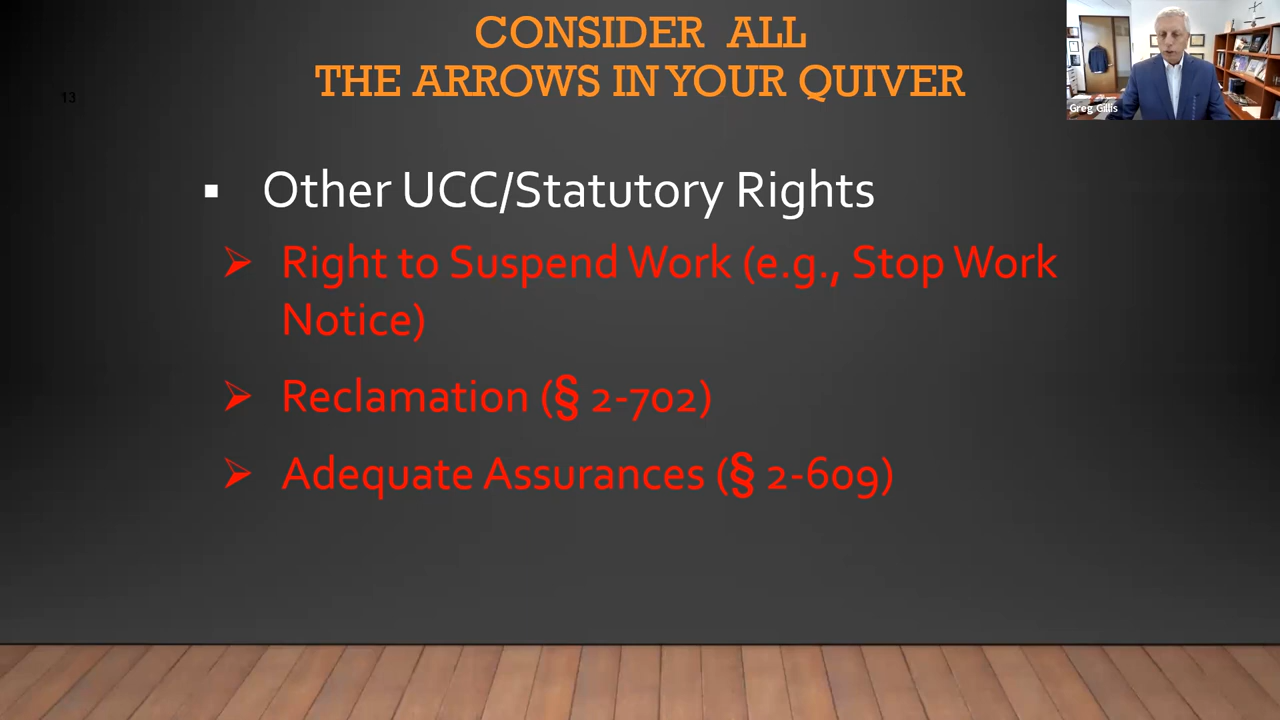 CONSIDER ALL
THE ARROWS IN YOUR QUIVER
13
Greg Gillis
▪ Other UCC/Statutory Rights
➢ Right to Suspend Work (e.g., Stop Work
Notice)
➢ Reclamation (§ 2-702)
➢ Adequate Assurances (§ 2-609)